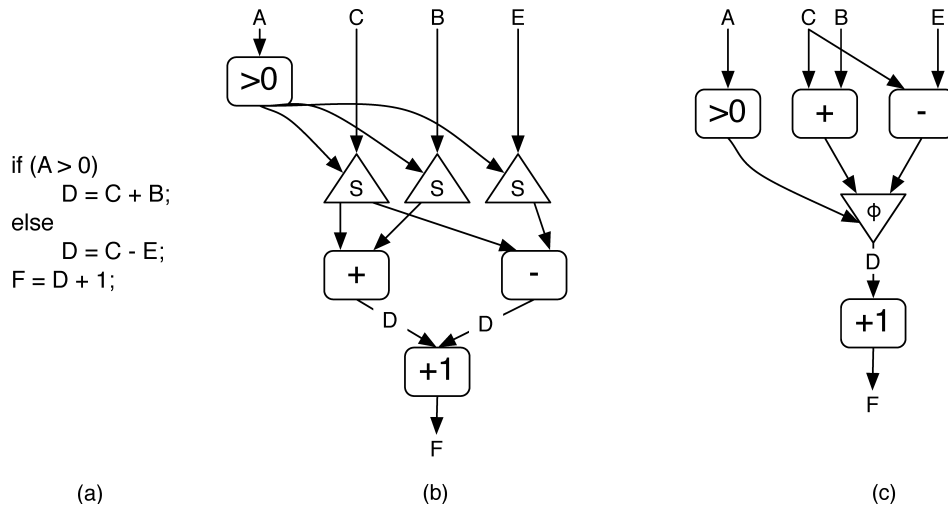 A C B E A C B E
>0
>0 + -
if (A > 0)
D = C + B;
else
D = C - E;
F = D + 1;
S S S
ϕ
+ -
D
D D
+1
+1
F
F
(a) (b) (c)